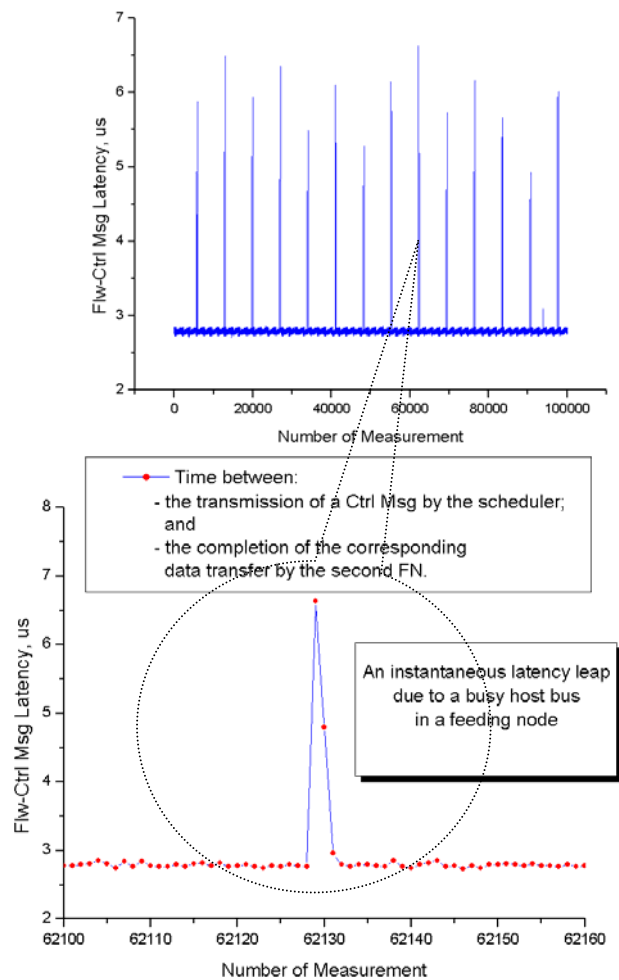 7
6
5
4
3
2
Flw-Ctrl Msg Latency, us
0 20000 40000 60000 80000 100000
Number of Measurement
Time between:
- the transmission of a Ctrl Msg by the scheduler;
and
- the completion of the corresponding
data transfer by the second FN.
8
7
6
5
4
3
2
Flw-Ctrl Msg Latency, us
An instantaneous latency leap
due to a busy host bus
in a feeding node
62100 62110 62120 62130 62140 62150 62160
Number of Measurement